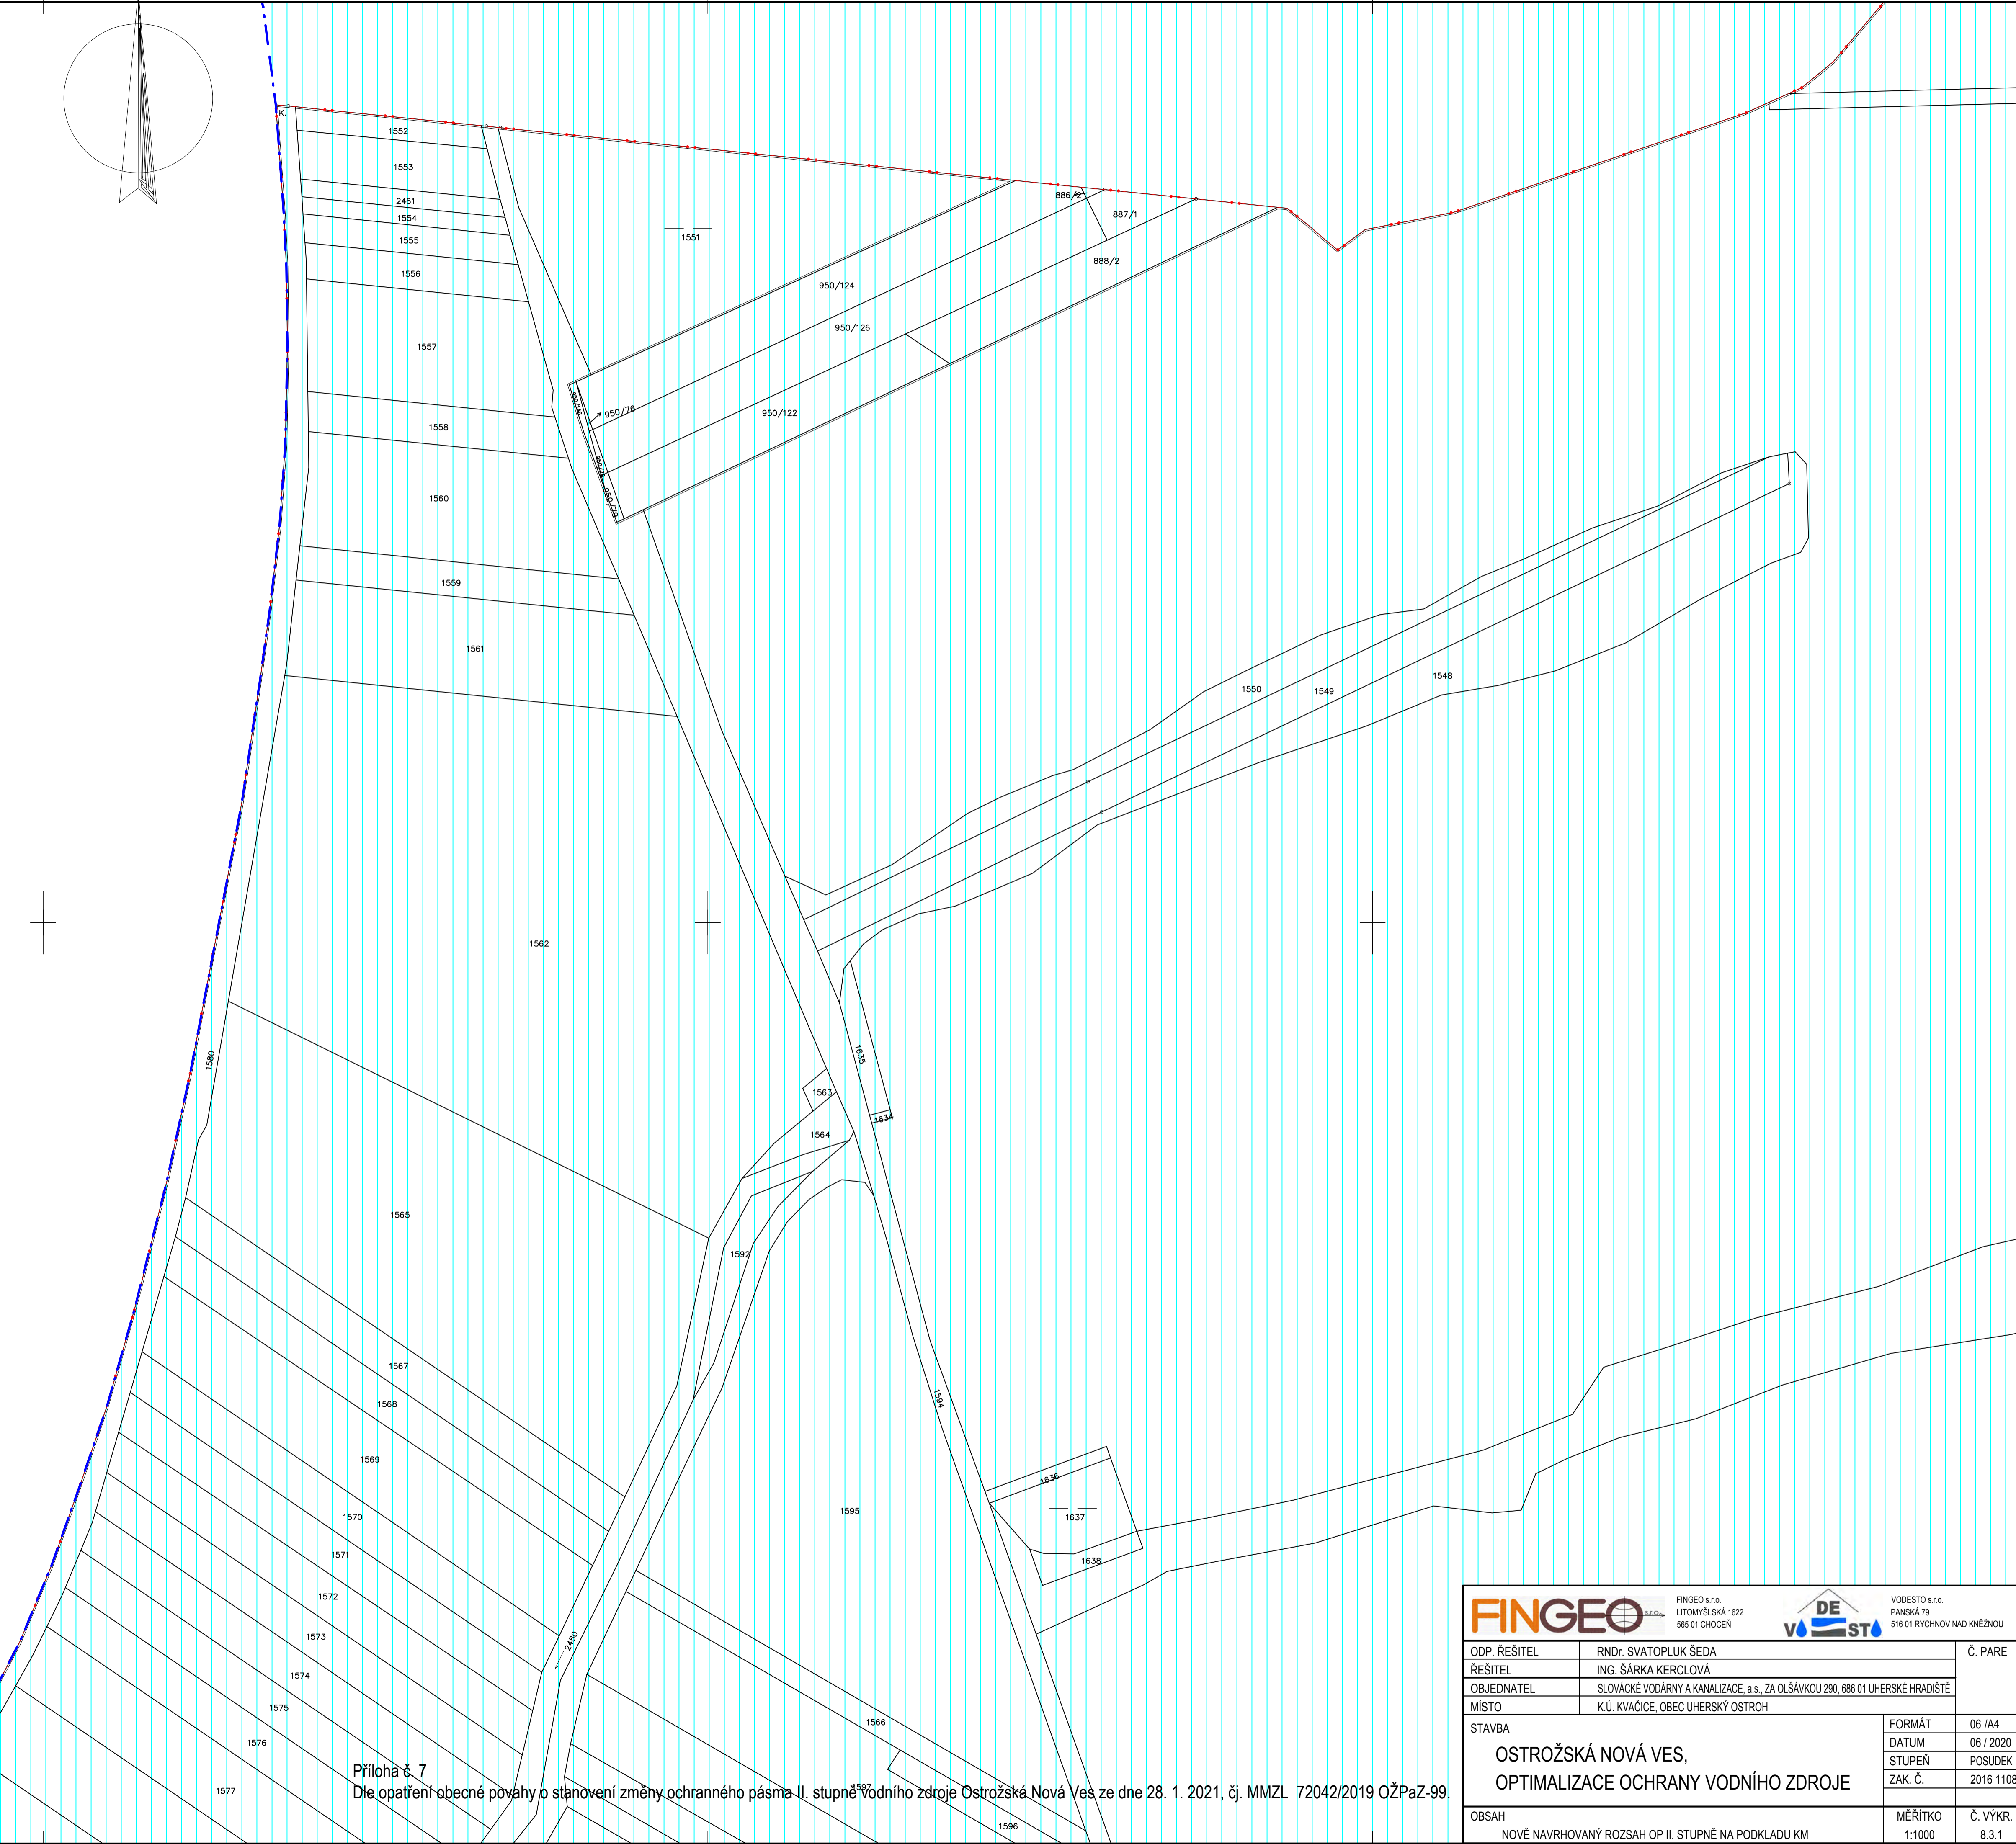 K.
1552
1553
2461
1554
1555
1556
1557
1558
1560
1559
1561
1551
886/2
887/1
888/2
950/124
950/126
950/122
950/76
950/79
1550
1549
1548
1562
1580
1635
1634
1563
1564
1565
1592
1567
1568
1569
1570
1571
1572
1573
1574
1575
1576
1577
2480
1594
1595
1636
1637
1638
1566
1597
1596
Příloha č. 7
Dle opatření obecné povahy o stanovení změny ochranného pásma II. stupně vodního zdroje Ostrožská Nová Ves ze dne 28. 1. 2021, čj. MMZL 72042/2019 OŽPaZ-99.
FINGEO s.r.o.
FINGEO s.r.o.
LITOMYŠLSKÁ 1622
565 01 CHOCEŇ
VODESTO
VODESTO s.r.o.
PANSKÁ 79
516 01 RYCHNOV NAD KNĚŽNOU
ODP. ŘEŠITEL RNDr. SVATOPLUK ŠEDA Č. PARE
ŘEŠITEL ING. ŠÁRKA KERCLOVÁ
OBJEDNATEL SLOVÁCKÉ VODÁRNY A KANALIZACE, a.s., ZA OLŠÁVKOU 290, 686 01 UHERSKÉ HRADIŠTĚ
MÍSTO K.Ú. KVAČICE, OBEC UHERSKÝ OSTROH
STAVBA
OSTROŽSKÁ NOVÁ VES,
OPTIMALIZACE OCHRANY VODNÍHO ZDROJE
FORMÁT 06 /A4
DATUM 06 / 2020
STUPEŇ POSUDEK
ZAK. Č. 2016 1108
OBSAH
NOVĚ NAVRHOVANÝ ROZSAH OP II. STUPNĚ NA PODKLADU KM
MĚŘÍTKO Č. VÝKR.
1:1000 8.3.1